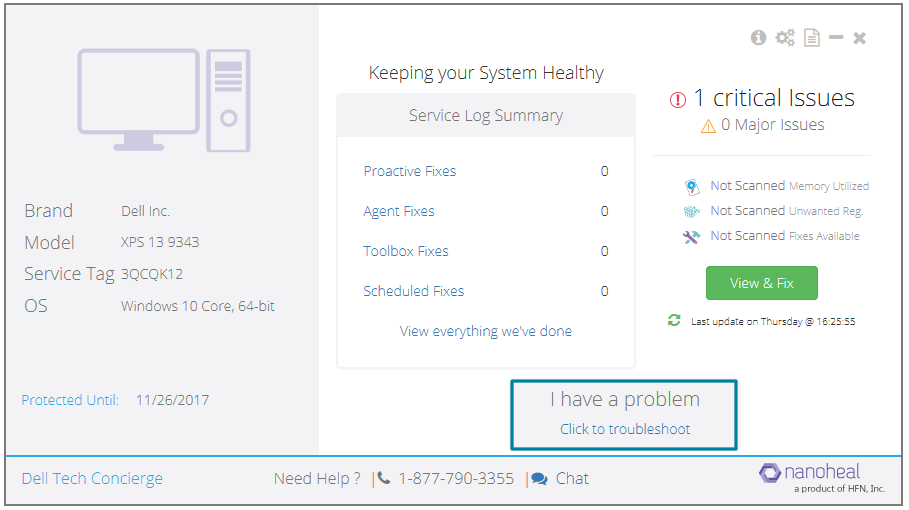 Keeping your System Healthy
Service Log Summary
Proactive Fixes 0
Agent Fixes 0
Toolbox Fixes 0
Scheduled Fixes 0
View everything we've done
1 critical Issues
0 Major Issues
Not Scanned Memory Utilized
Not Scanned Unwanted Reg.
Not Scanned Fixes Available
View & Fix
Last update on Thursday @ 16:25:55
Brand Dell Inc.
Model XPS 13 9343
Service Tag 3QCQK12
OS Windows 10 Core, 64-bit
Protected Until: 11/26/2017
I have a problem
Click to troubleshoot
Dell Tech Concierge
Need Help ? | 1-877-790-3355 | Chat
nanoheal
a product of HFN, Inc.